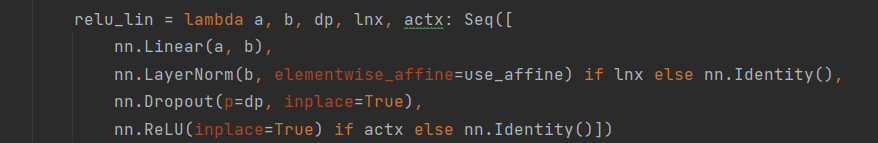 relu_lin = lambda a, b, dp, lnx, actx: Seq([
    nn.Linear(a, b),
    nn.LayerNorm(b, elementwise_affine=use_affine) if lnx else nn.Identity(),
    nn.Dropout(p=dp, inplace=True),
    nn.ReLU(inplace=True) if actx else nn.Identity()])